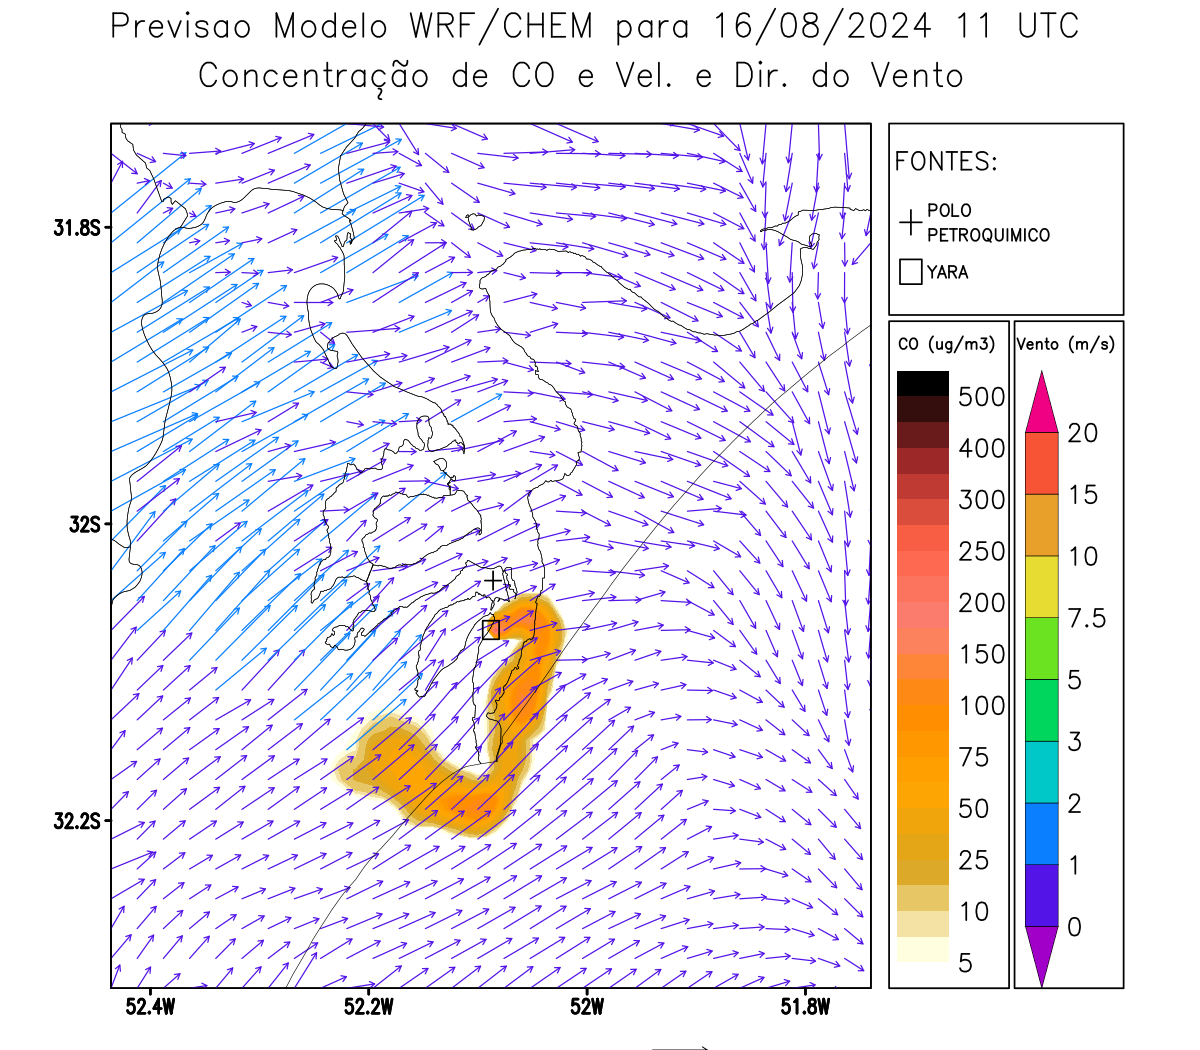 Previsao Modelo WRF/CHEM para 16/08/2024 11 UTC
Concentração de CO e Vel. e Dir. do Vento
FONTES:
POLO
PETROQUIMICO
YARA
CO (ug/m3)
500
400
300
250
200
150
100
75
50
25
10
5
Vento (m/s)
20
15
10
7.5
5
3
2
1
0
31.8S
32S
32.2S
52.4W
52.2W
52W
51.8W